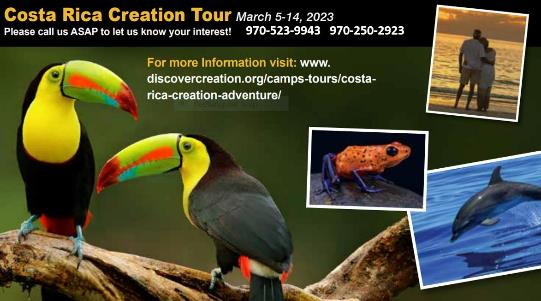 Costa Rica Creation Tour March 5-14, 2023
Please call us ASAP to let us know your interest! 970-523-9943 970-250-2923
For more Information visit: www.
discovercreation.org/camps-tours/costa-
rica-creation-adventure/